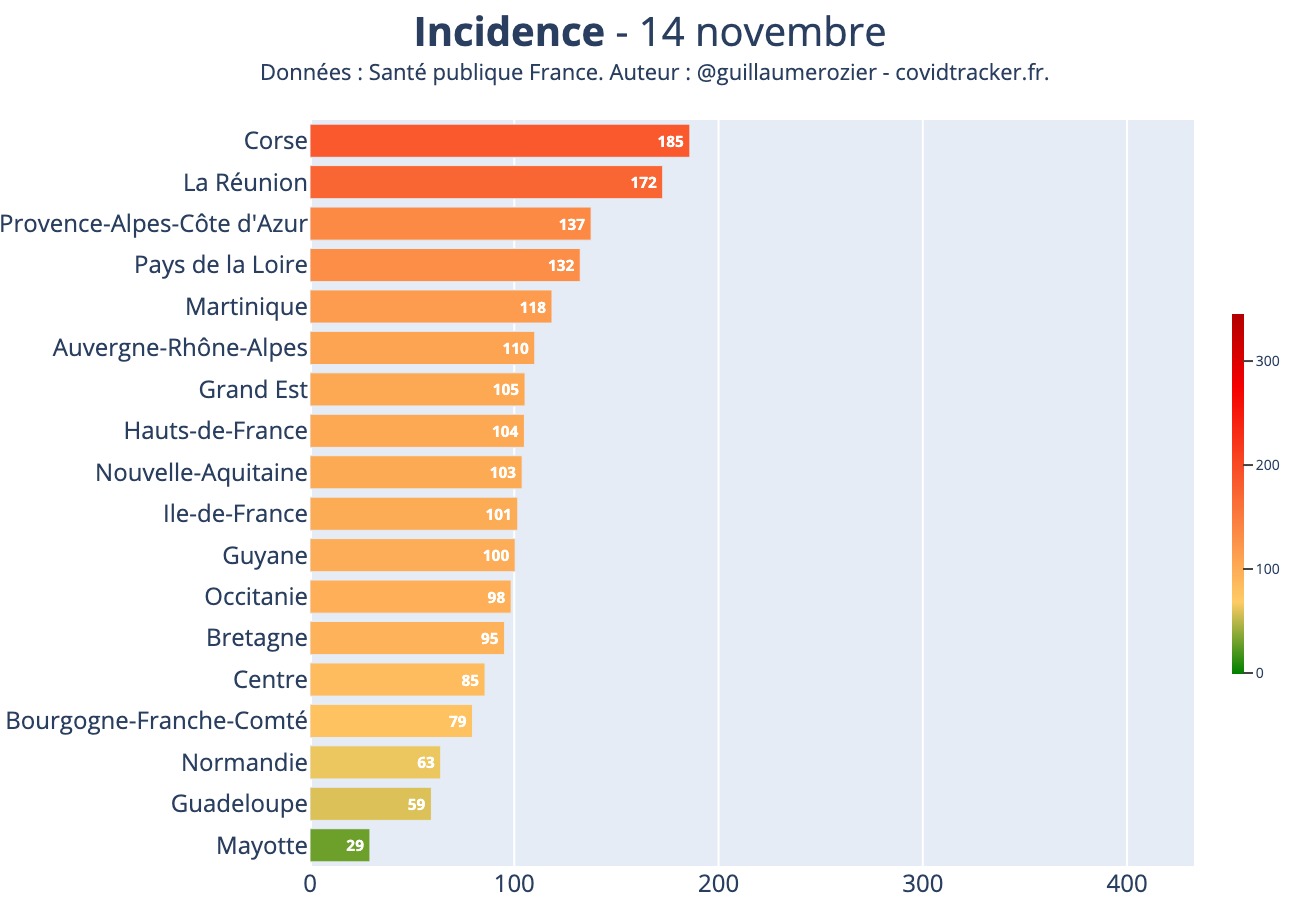 Incidence - 14 novembre
Données : Santé publique France. Auteur : @guillaumerozier - covidtracker.fr.
Corse 185
La Réunion 172
Provence-Alpes-Côte d'Azur 137
Pays de la Loire 132
Martinique 118
Auvergne-Rhône-Alpes 110
Grand Est 105
Hauts-de-France 104
Nouvelle-Aquitaine 103
Ile-de-France 101
Guyane 100
Occitanie 98
Bretagne 95
Centre 85
Bourgogne-Franche-Comté 79
Normandie 63
Guadeloupe 59
Mayotte 29
0 100 200 300 400
300
200
100
0